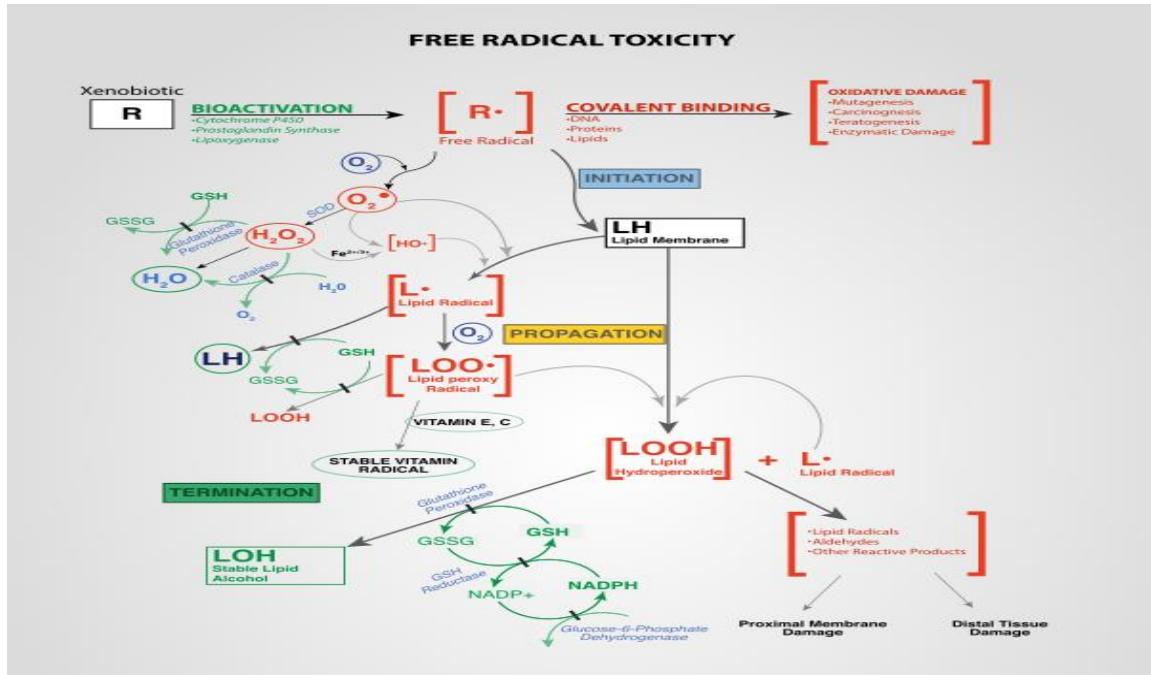 FREE RADICAL TOXICITY
Xenobiotic
R
BIOACTIVATION
•Cytochrome P450
•Prostaglandin Synthase
•Lipoxygenase
R•
Free Radical
COVALENT BINDING
•DNA
•Proteins
•Lipids
OXIDATIVE DAMAGE
•Mutagenesis
•Carcinognesis
•Teratogenesis
•Enzymatic Damage
O₂
INITIATION
O₂•
GSH
GSSG
SOD
Glutathione
Peroxidase
H₂O₂
Fe²⁺/³⁺
[HO•]
LH
Lipid Membrane
H₂O
Catalase
H₂0
O₂
L•
Lipid Radical
O₂
PROPAGATION
LH
GSH
GSSG
LOO•
Lipid peroxy
Radical
LOOH
VITAMIN E, C
STABLE VITAMIN
RADICAL
LOOH
Lipid
Hydroperoxide
+
L•
Lipid Radical
TERMINATION
Glutathione
Peroxidase
GSSG
GSH
LOH
Stable Lipid
Alcohol
GSH
Reductase
NADP+
NADPH
Glucose-6-Phosphate
Dehydrogenase
•Lipid Radicals
•Aldehydes
•Other Reactive Products
Proximal Membrane
Damage
Distal Tissue
Damage